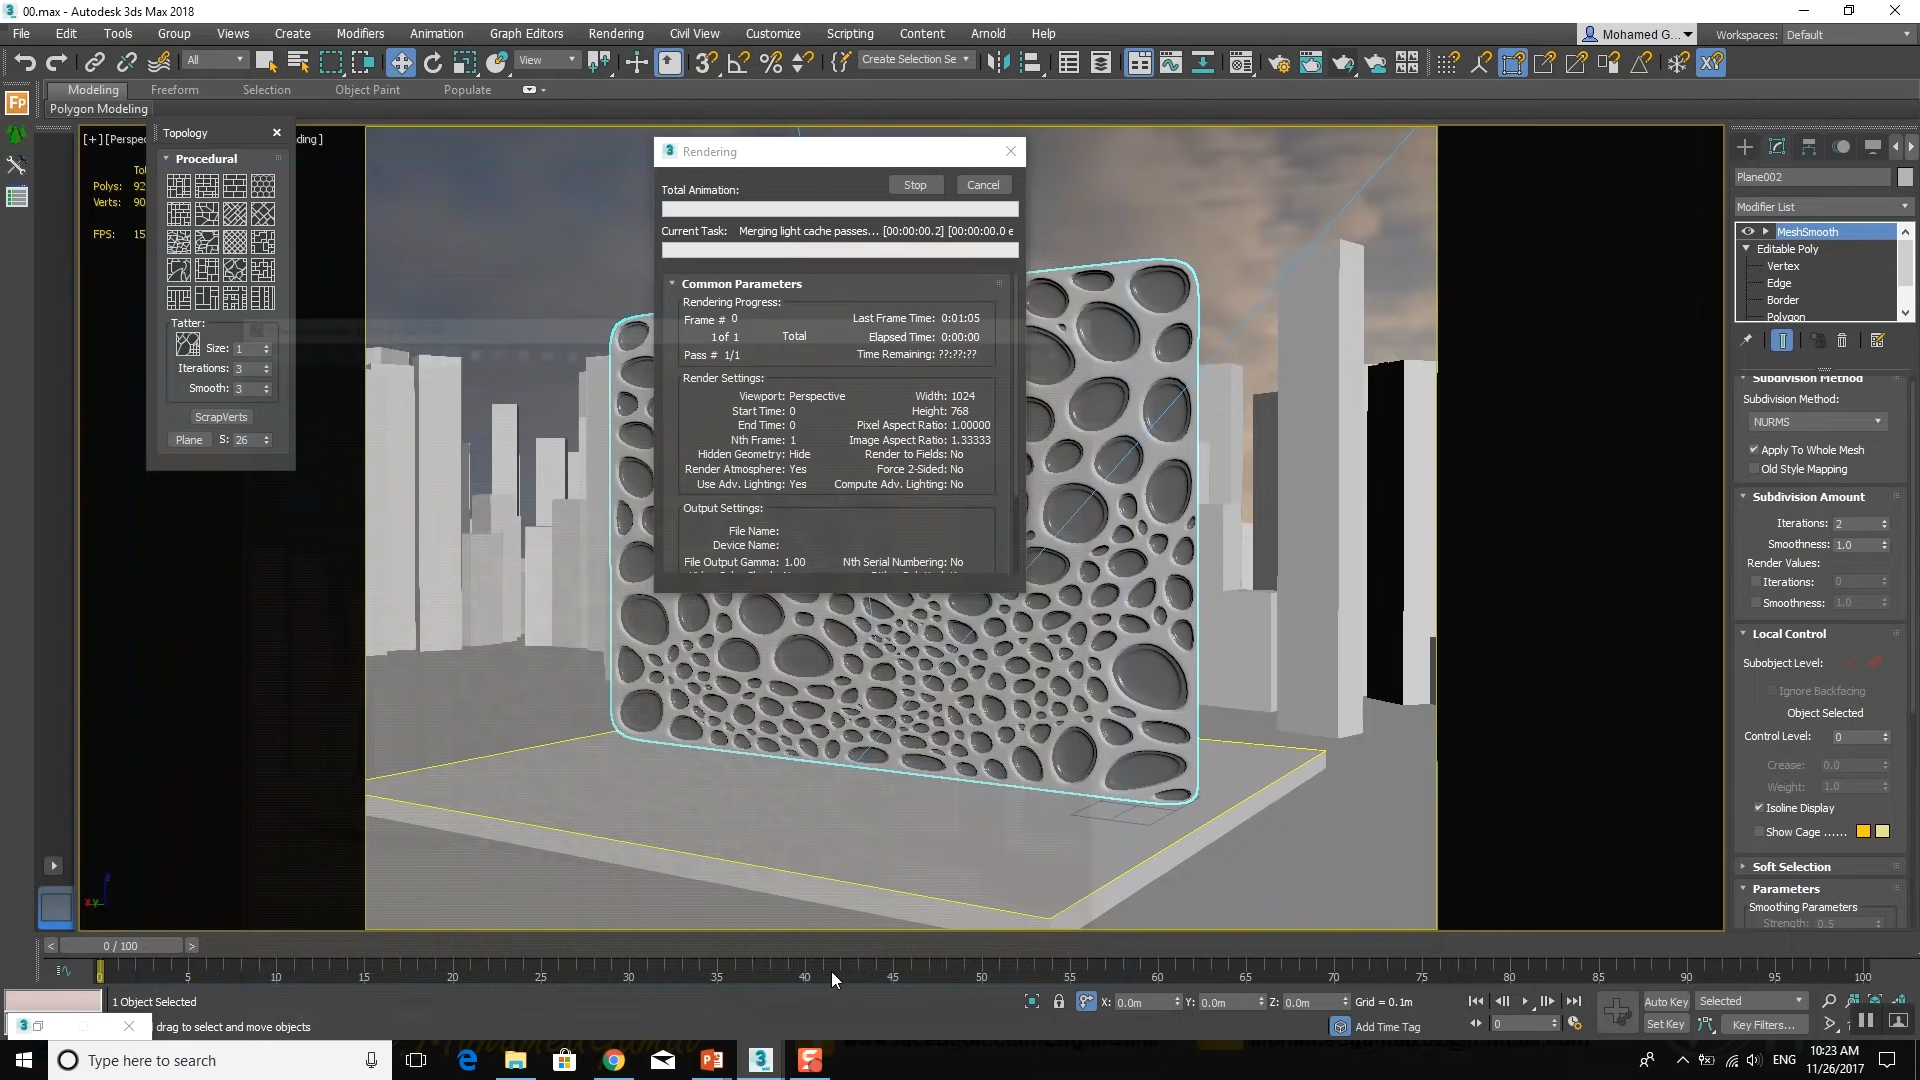 00.max - Autodesk 3ds Max 2018
File Edit Tools Group Views Create Modifiers Animation Graph Editors Rendering Civil View Customize Scripting Content Arnold Help
Mohamed G... Workspaces: Default
All View Create Selection Se
Modeling Freeform Selection Object Paint Populate
Polygon Modeling
[+][Perspec ding]
Polys: 92
Verts: 90
FPS: 15
Topology
Procedural
Tatter:
Size: 1
Iterations: 3
Smooth: 3
ScrapVerts
Plane S: 26
Rendering
Total Animation: Stop Cancel
Current Task: Merging light cache passes... [00:00:00.2] [00:00:00.0 e
Common Parameters
Rendering Progress:
Frame # 0 Last Frame Time: 0:01:05
1 of 1 Total Elapsed Time: 0:00:00
Pass # 1/1 Time Remaining: ??:??:??
Render Settings:
Viewport: Perspective Width: 1024
Start Time: 0 Height: 768
End Time: 0 Pixel Aspect Ratio: 1.00000
Nth Frame: 1 Image Aspect Ratio: 1.33333
Hidden Geometry: Hide Render to Fields: No
Render Atmosphere: Yes Force 2-Sided: No
Use Adv. Lighting: Yes Compute Adv. Lighting: No
Output Settings:
File Name:
Device Name:
File Output Gamma: 1.00 Nth Serial Numbering: No
Plane002
Modifier List
MeshSmooth
Editable Poly
Vertex
Edge
Border
Polygon
Subdivision Method
Subdivision Method:
NURMS
Apply To Whole Mesh
Old Style Mapping
Subdivision Amount
Iterations: 2
Smoothness: 1.0
Render Values:
Iterations: 0
Smoothness: 1.0
Local Control
Subobject Level:
Ignore Backfacing
Object Selected
Control Level: 0
Crease: 0.0
Weight: 1.0
Isoline Display
Show Cage ......
Soft Selection
Parameters
Smoothing Parameters
Strength: 0.5
0 / 100
0 5 10 15 20 25 30 35 40 45 50 55 60 65 70 75 80 85 90 95 100
1 Object Selected
X: 0.0m Y: 0.0m Z: 0.0m Grid = 0.1m
Auto Key Selected
drag to select and move objects
Add Time Tag
0
Set Key Key Filters...
Type here to search
ENG
10:23 AM
11/26/2017